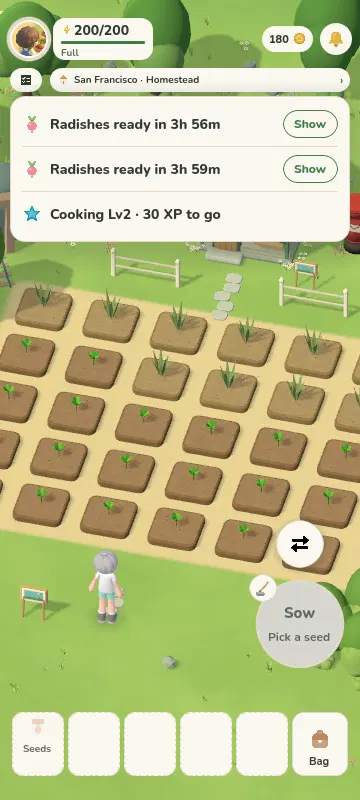 200/200
Full
180
San Francisco · Homestead
Radishes ready in 3h 56m
Show
Radishes ready in 3h 59m
Show
Cooking Lv2 · 30 XP to go
Sow
Pick a seed
Seeds
Bag